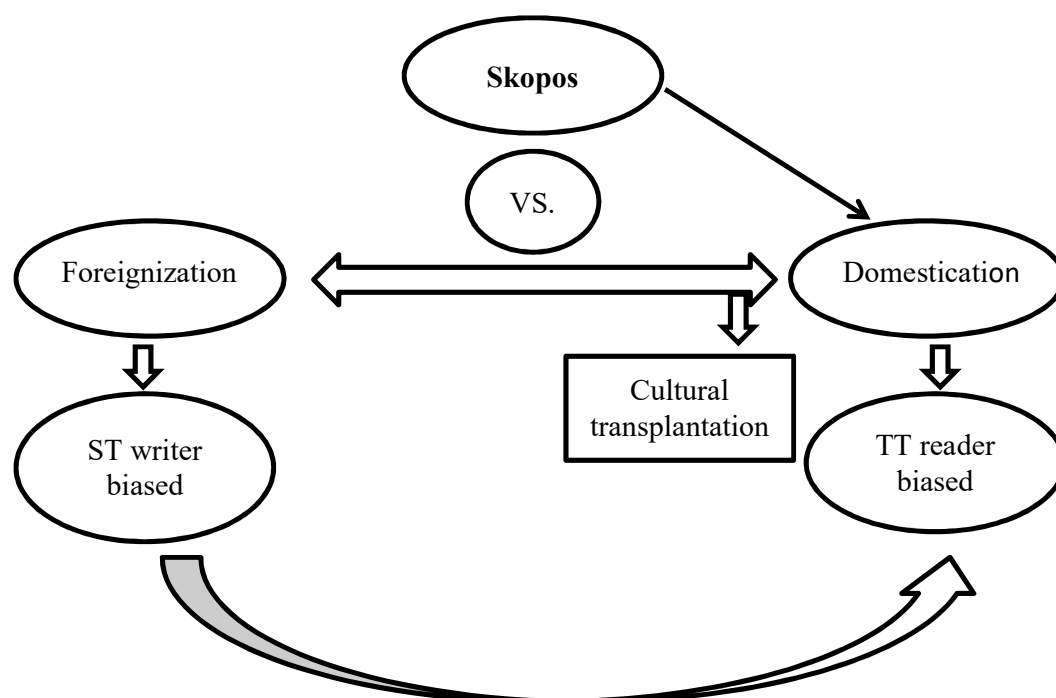 Skopos
VS.
Foreignization
Domestication
Cultural
transplantation
ST writer
biased
TT reader
biased